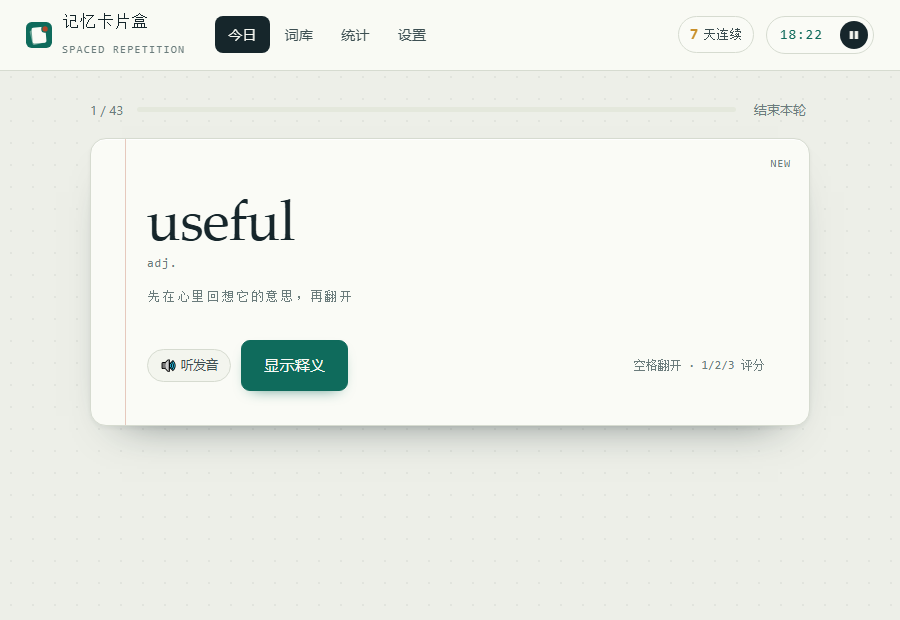 记忆卡片盒
SPACED REPETITION
今日
词库
统计
设置
7 天连续
18:22
1 / 43
结束本轮
NEW
useful
adj.
先在心里回想它的意思，再翻开
听发音
显示释义
空格翻开 · 1/2/3 评分